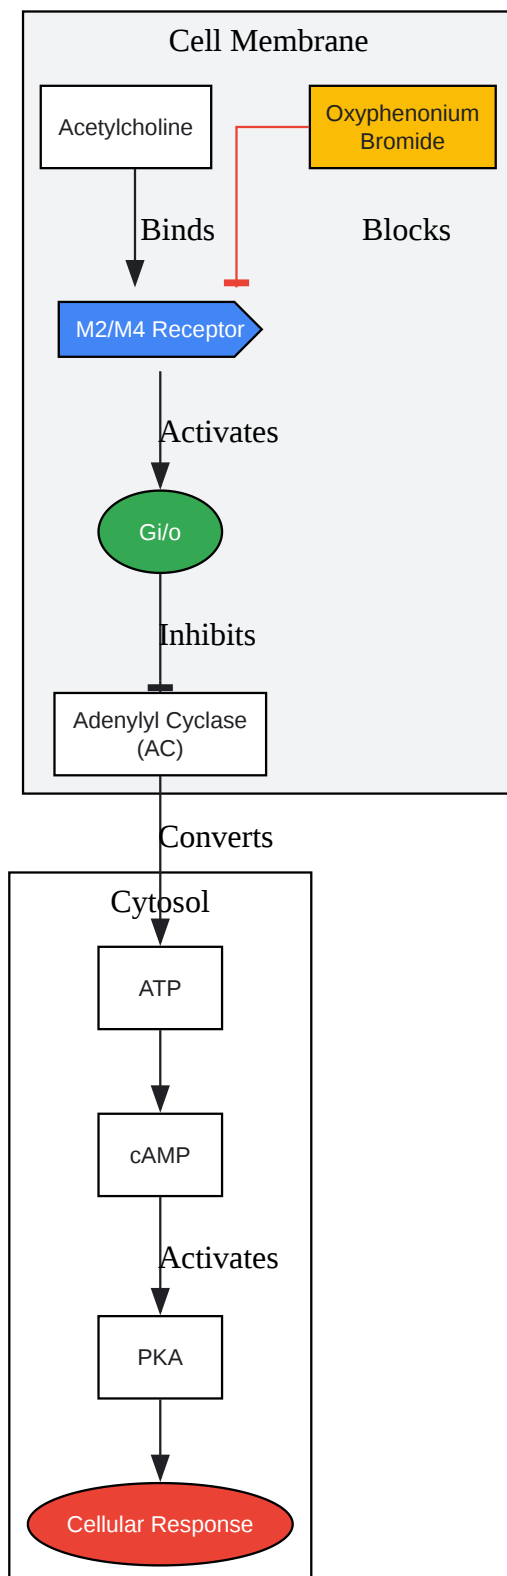 Cell Membrane
Acetylcholine
Oxyphenonium
Bromide
Binds
Blocks
M2/M4 Receptor
Activates
Gi/o
Inhibits
Adenylyl Cyclase
(AC)
Converts
Cytosol
ATP
cAMP
Activates
PKA
Cellular Response